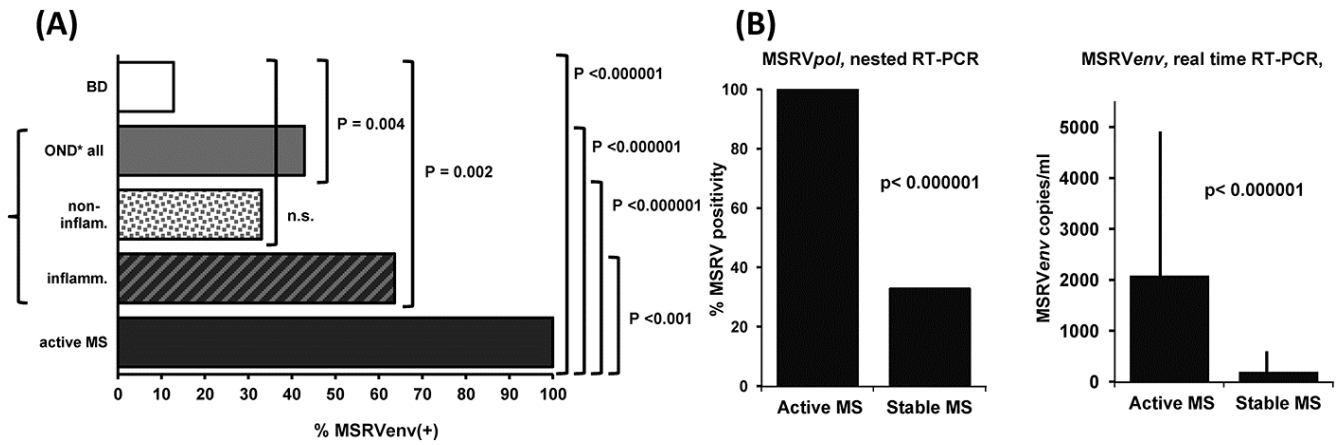 (A)
BD
OND* all
non-
inflam.
inflamm.
active MS
P = 0.004
n.s.
P = 0.002
P <0.000001
P <0.000001
P <0.000001
P <0.001
0 10 20 30 40 50 60 70 80 90 100
% MSRVenv(+)
(B)
MSRVpol, nested RT-PCR
% MSRV positivity
100
80
60
40
20
0
p< 0.000001
Active MS Stable MS
MSRVenv, real time RT-PCR,
MSRVenv copies/ml
5000
4000
3000
2000
1000
0
p< 0.000001
Active MS Stable MS